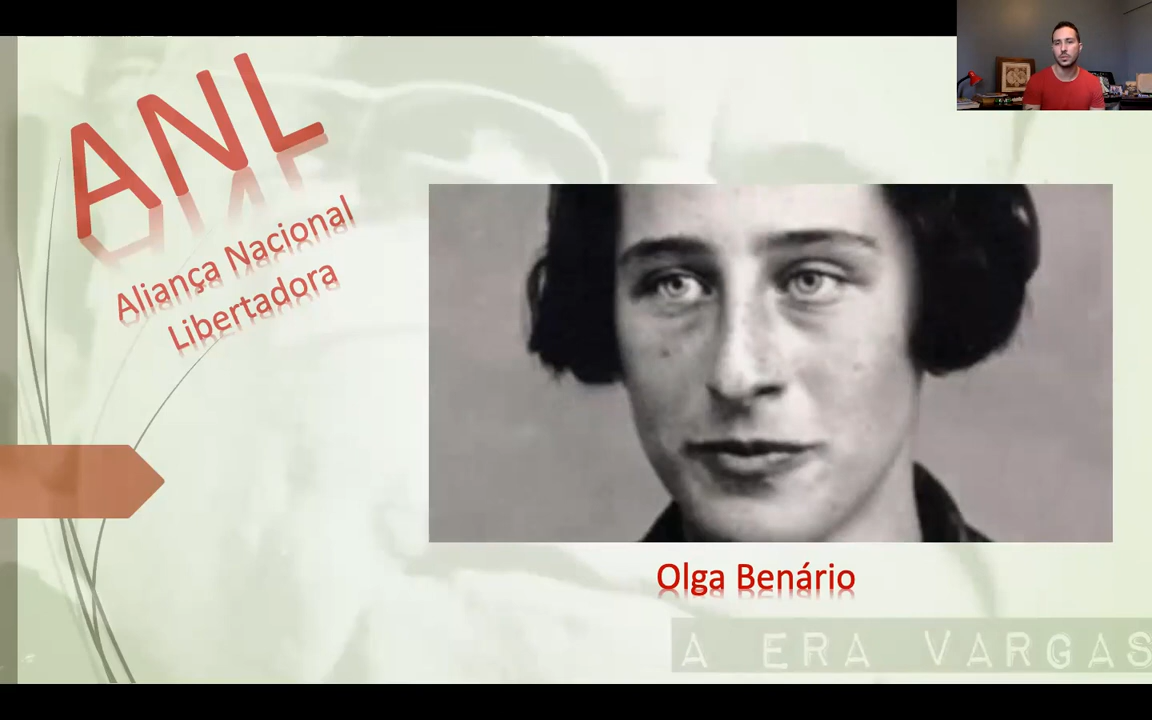 ANL
Aliança Nacional
Libertadora
Olga Benário
A ERA VARGAS